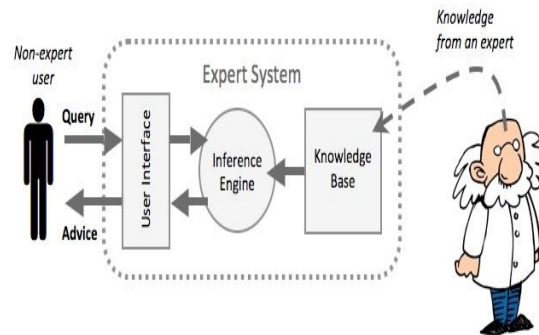 Non-expert
user
Query
Advice
Expert System
User Interface
Inference
Engine
Knowledge
Base
Knowledge
from an expert